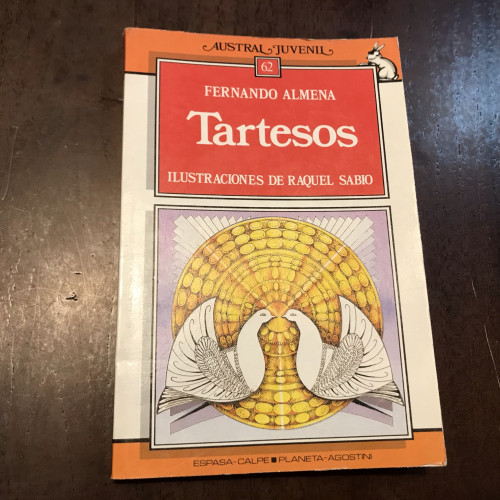 AUSTRAL JUVENIL
62
FERNANDO ALMENA
Tartesos
ILUSTRACIONES DE RAQUEL SABIO
ESPASA-CALPE ■ PLANETA-AGOSTINI